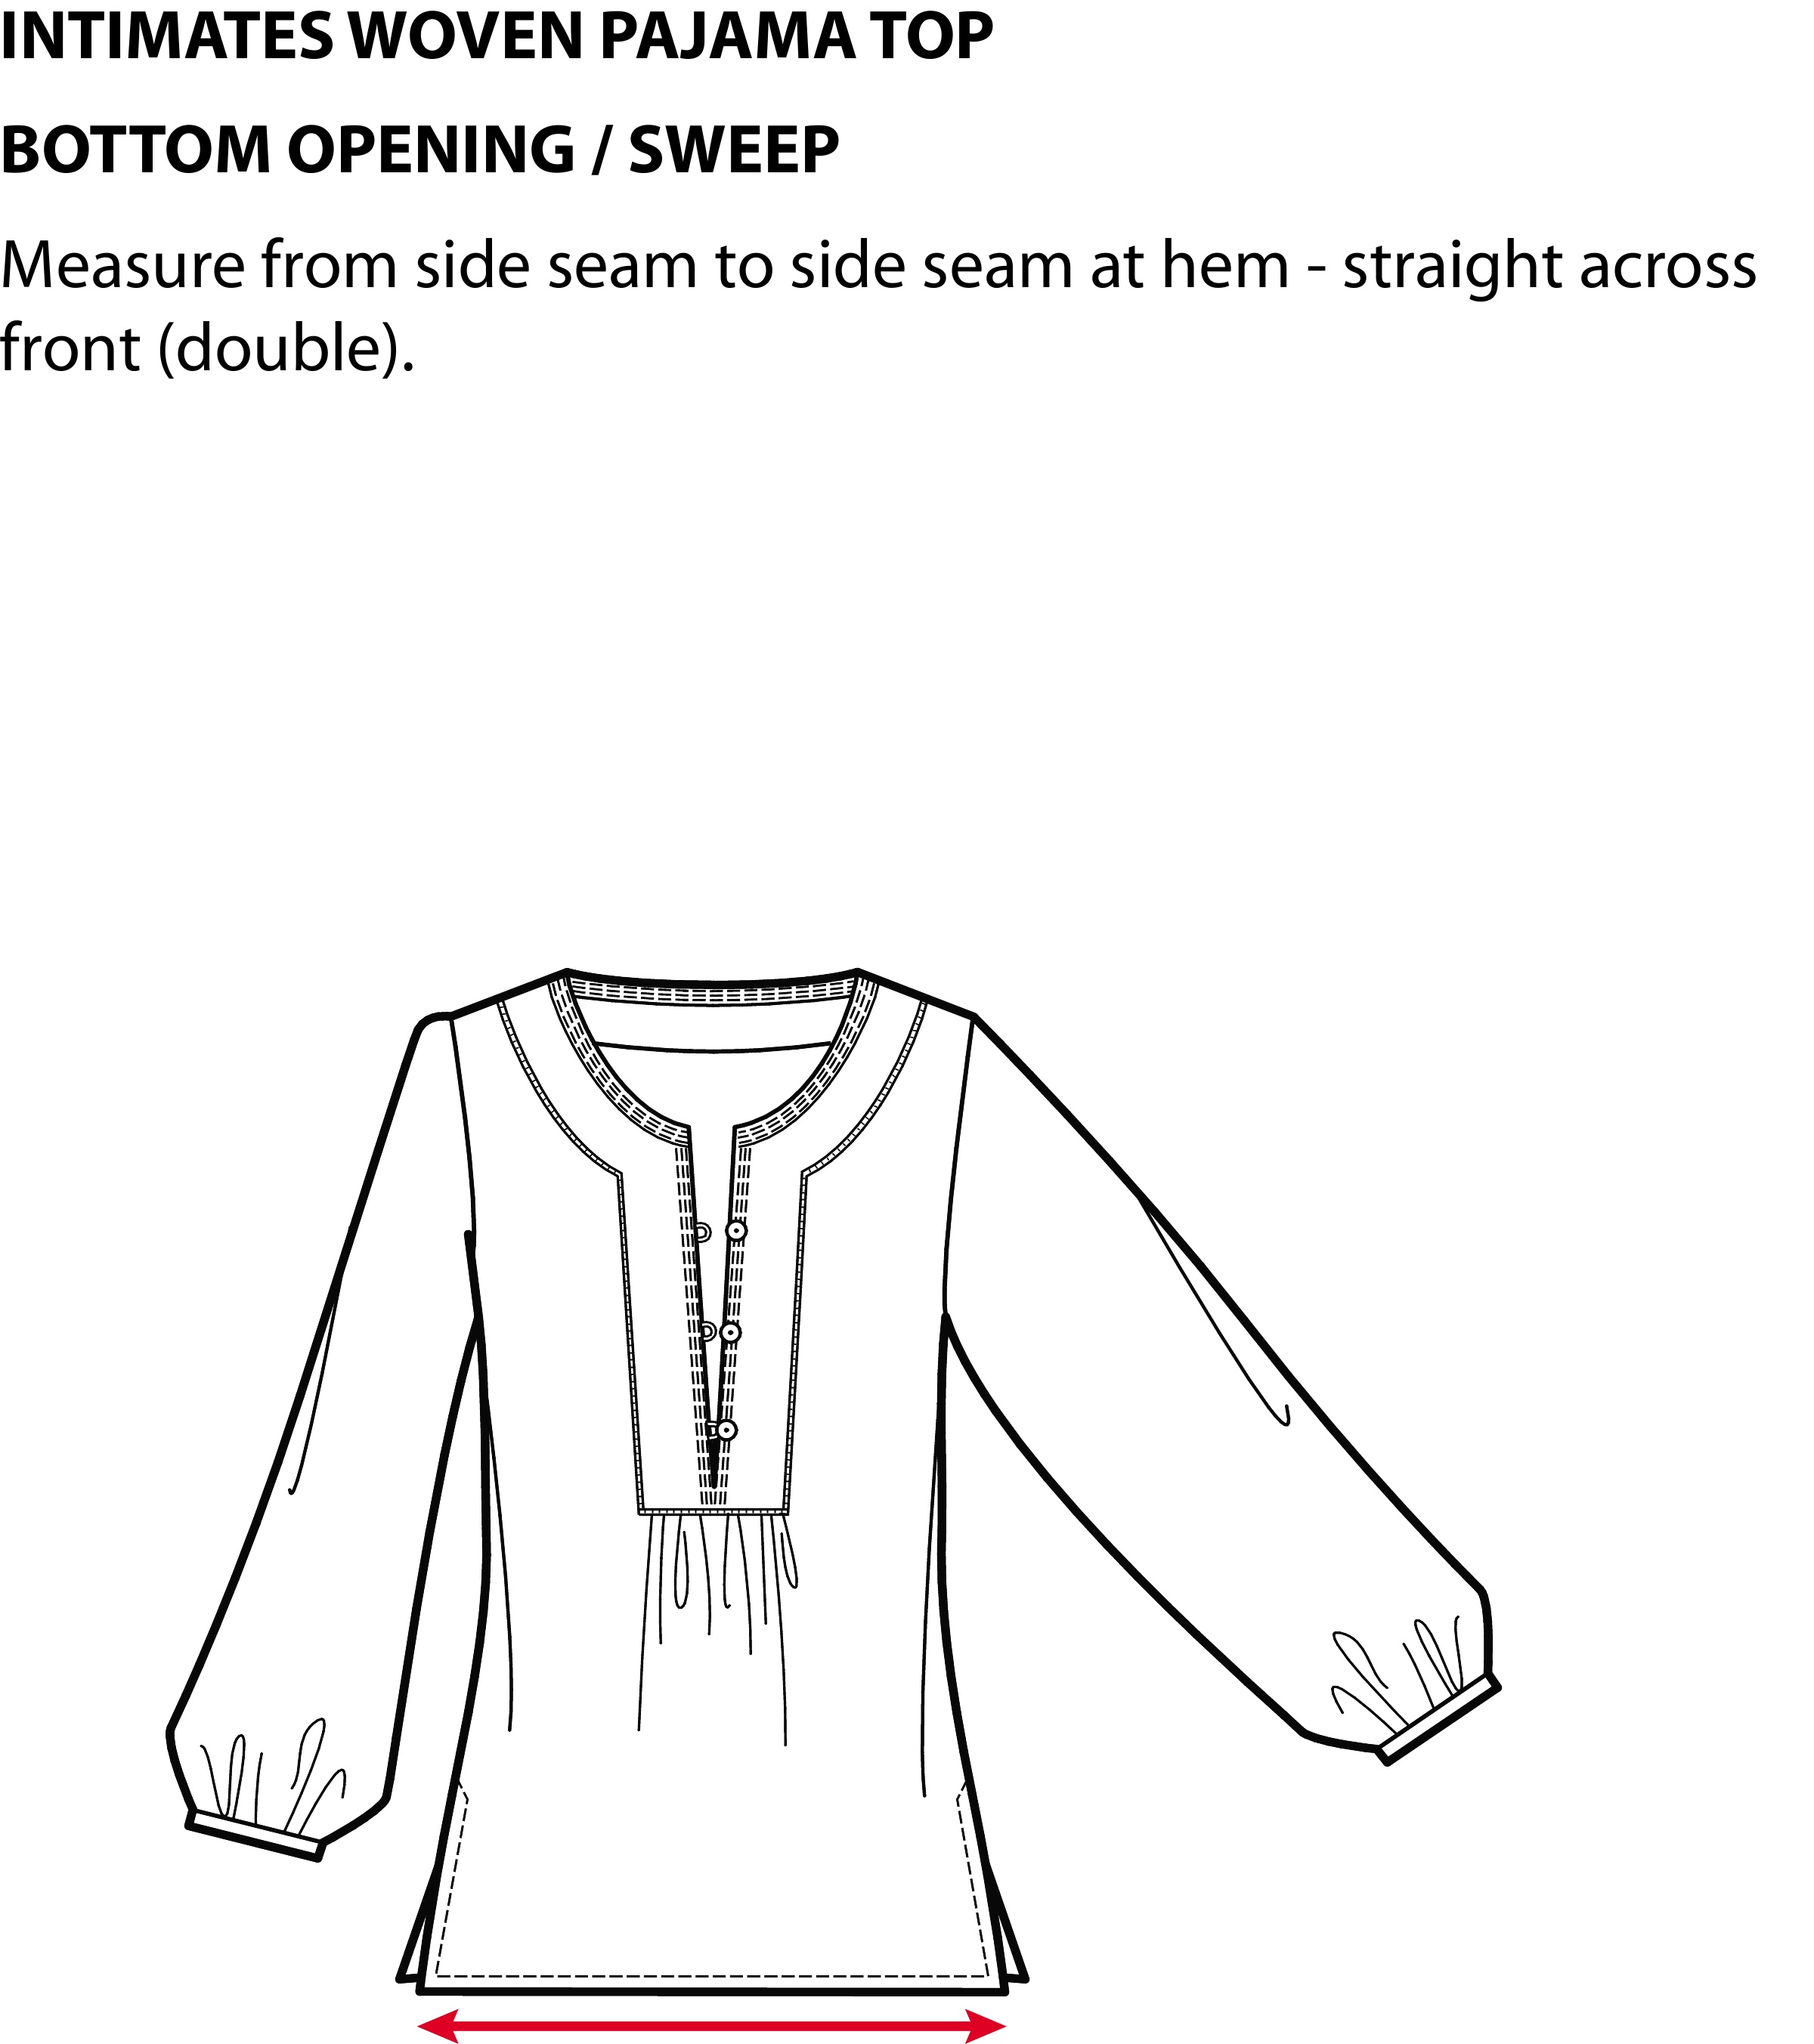 INTIMATES WOVEN PAJAMA TOP
BOTTOM OPENING / SWEEP
Measure from side seam to side seam at hem - straight across
front (double).